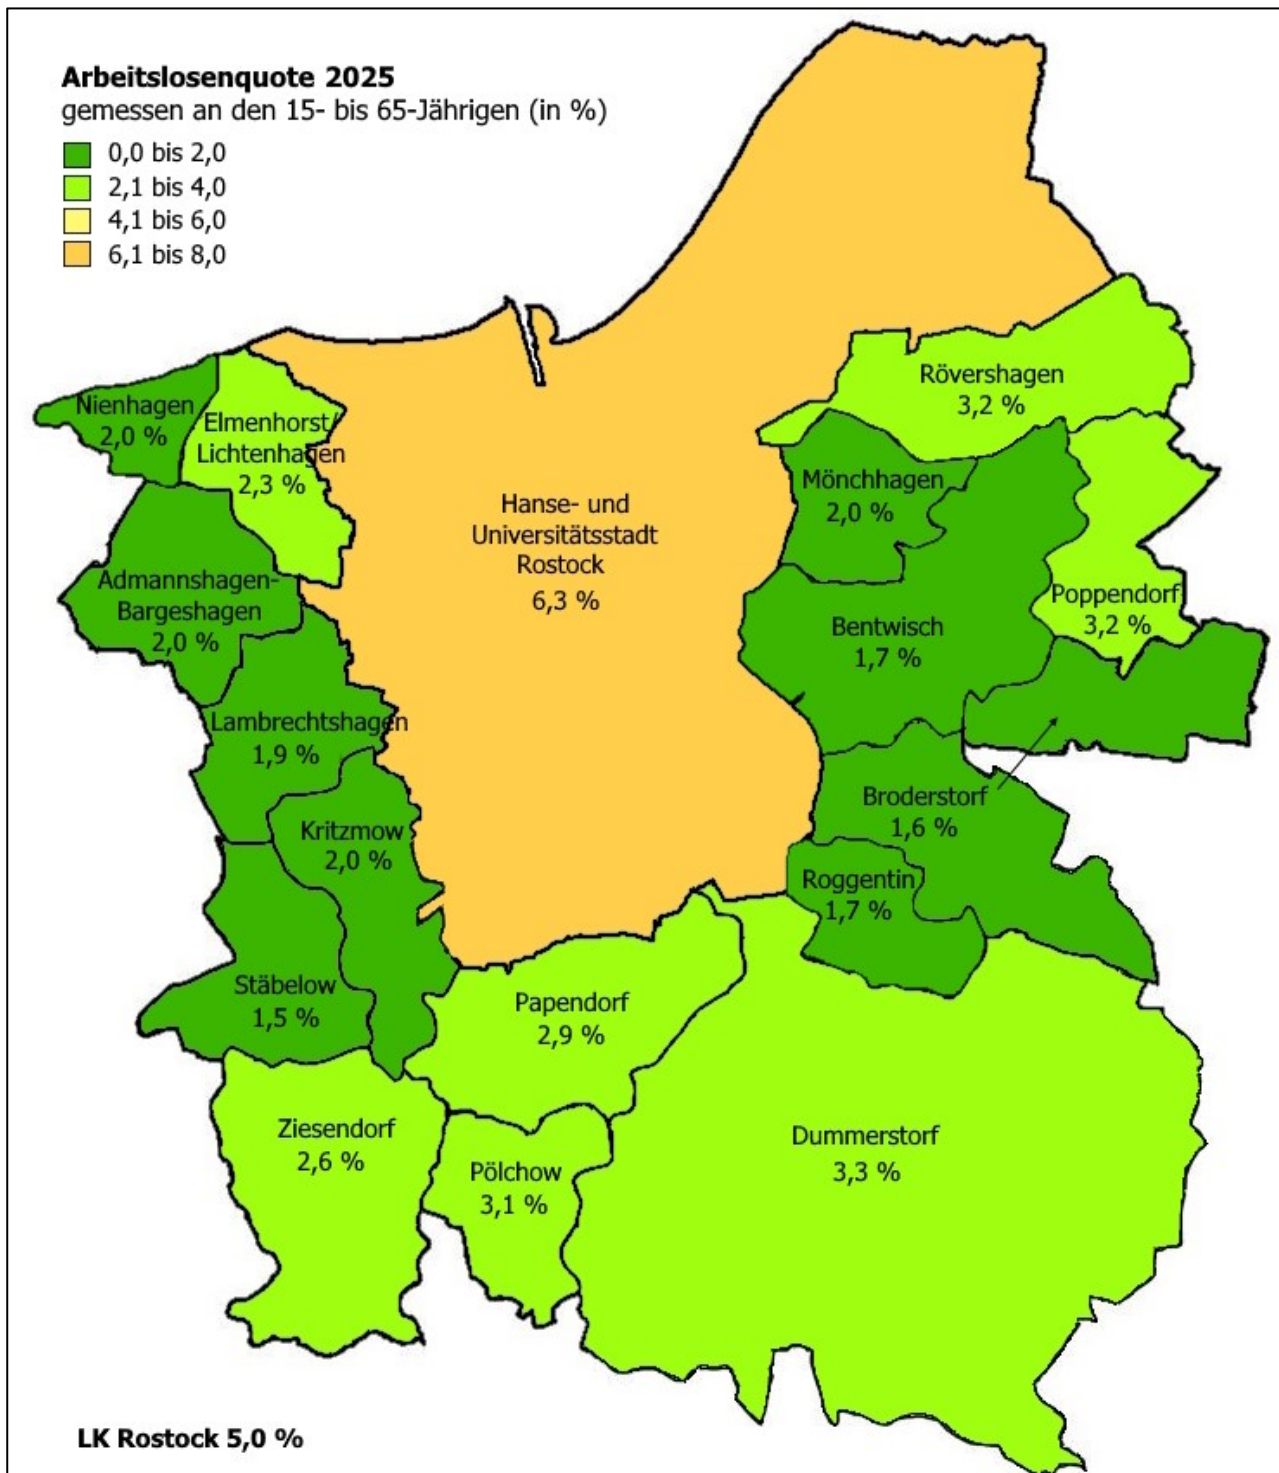 Arbeitslosenquote 2025
gemessen an den 15- bis 65-Jährigen (in %)
0,0 bis 2,0
2,1 bis 4,0
4,1 bis 6,0
6,1 bis 8,0
Nienhagen
2,0 %
Elmenhorst/
Lichtenhagen
2,3 %
Rövershagen
3,2 %
Mönchhagen
2,0 %
Hanse- und
Universitätsstadt
Rostock
6,3 %
Admannshagen-
Bargeshagen
2,0 %
Poppendorf
3,2 %
Bentwisch
1,7 %
Lambrechtshagen
1,9 %
Broderstorf
1,6 %
Kritzmow
2,0 %
Roggentin
1,7 %
Stäbelow
1,5 %
Papendorf
2,9 %
Ziesendorf
2,6 %
Pölchow
3,1 %
Dummerstorf
3,3 %
LK Rostock 5,0 %